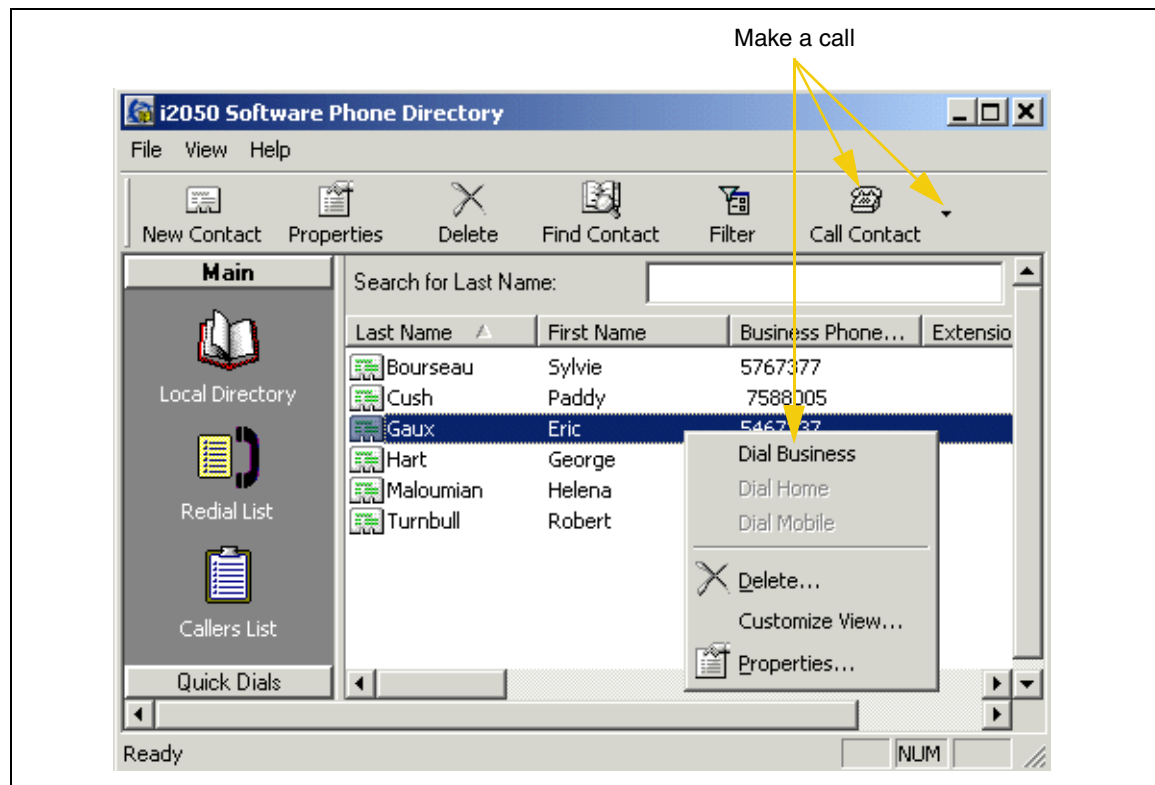 Make a call
i2050 Software Phone Directory
File View Help
New Contact Properties Delete Find Contact Filter Call Contact
Main
Search for Last Name:
Last Name First Name Business Phone... Extensio
Bourseau Sylvie 5767377
Local Directory
Cush Paddy 7588005
Gaux Eric
Dial Business
Hart George
Dial Home
Maloumian Helena
Redial List
Turnbull Robert
Dial Mobile
Delete...
Callers List
Customize View...
Properties...
Quick Dials
Ready NUM